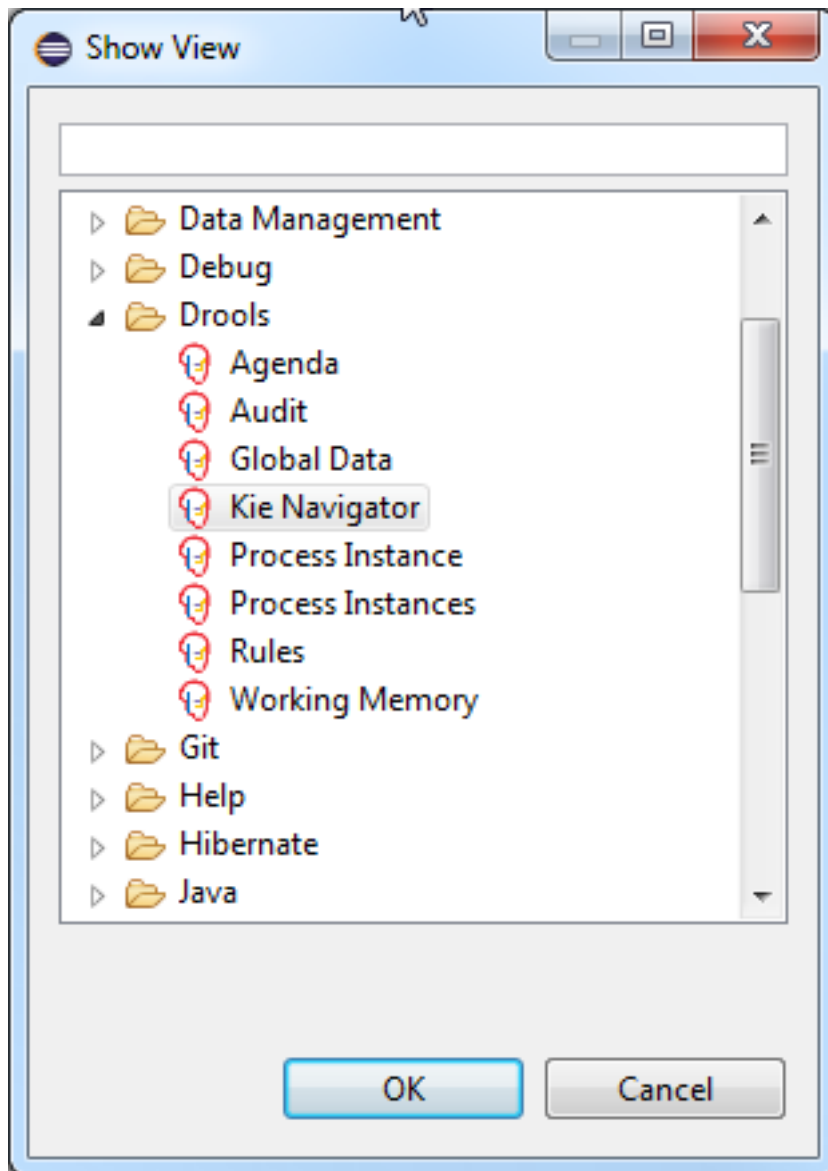 Show View
Data Management
Debug
Drools
Agenda
Audit
Global Data
Kie Navigator
Process Instance
Process Instances
Rules
Working Memory
Git
Help
Hibernate
Java
OK Cancel